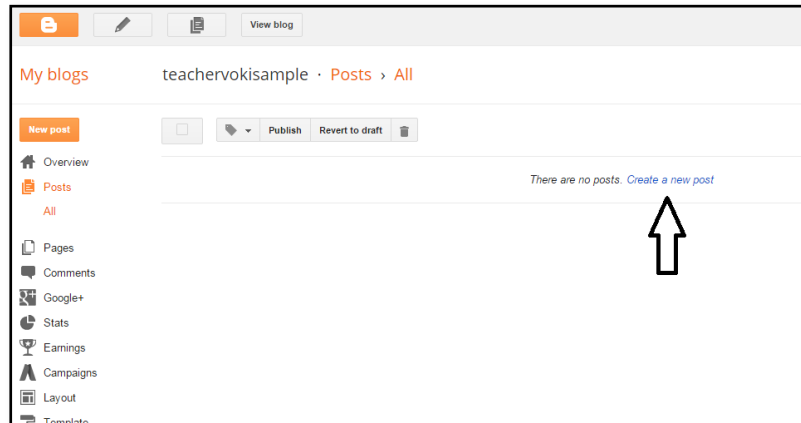 View blog
My blogs
teachervokisample · Posts › All
New post
Publish
Revert to draft
There are no posts. Create a new post
Overview
Posts
All
Pages
Comments
Google+
Stats
Earnings
Campaigns
Layout
Template